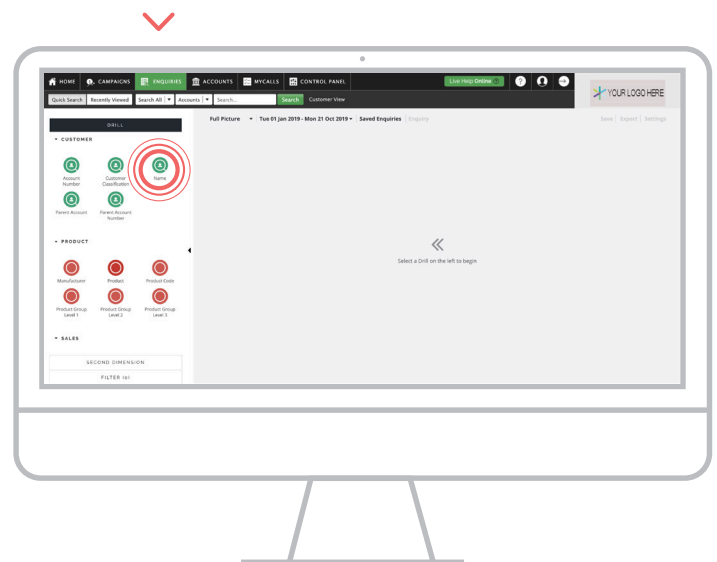 HOME CAMPAIGNS ENQUIRIES ACCOUNTS MYCALLS CONTROL PANEL Live Help Online ?
YOUR LOGO HERE
Quick Search Recently Viewed Search All Accounts Search... Search Customer View
Full Picture Tue 01 Jan 2019 - Mon 21 Oct 2019 Saved Enquiries Enquiry Save Export Settings
DRILL
CUSTOMER
Account Number
Customer Classification
Name
Parent Account
Parent Account Number
PRODUCT
Manufacturer Product Product Code
Product Group Level 1
Product Group Level 2
Product Group Level 3
SALES
SECOND DIMENSION
FILTER (0)
Select a Drill on the left to begin